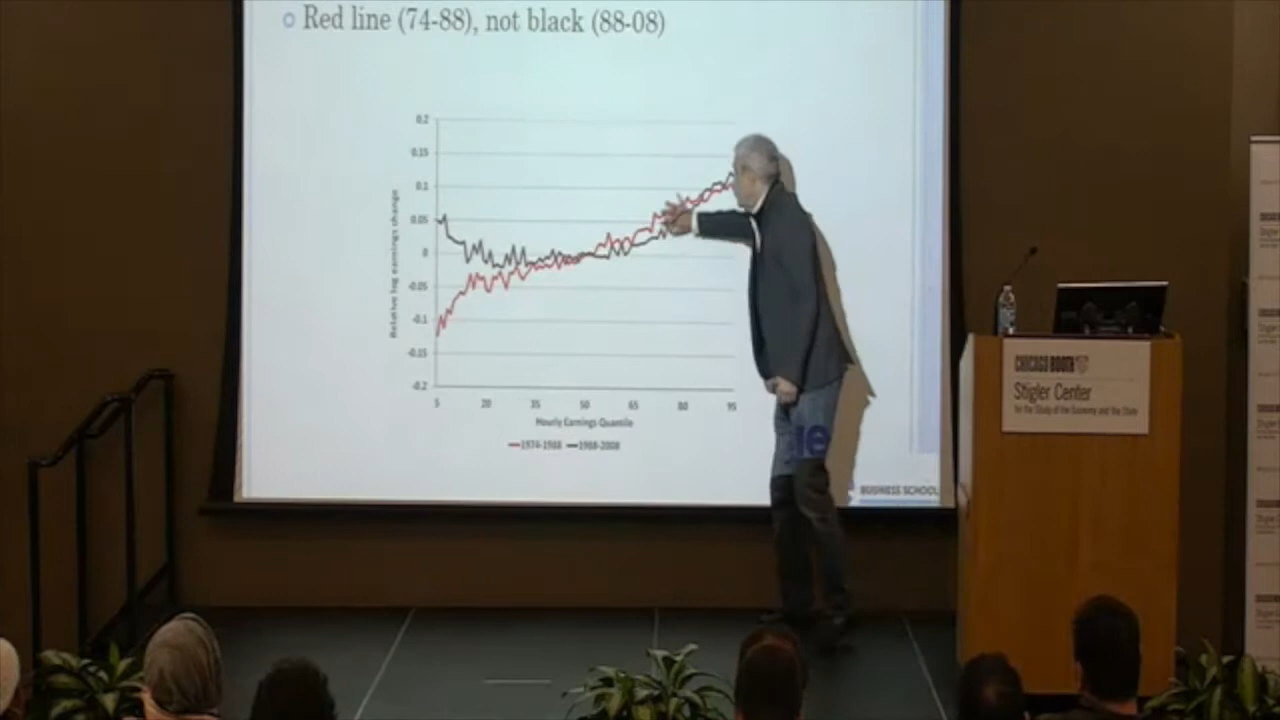 Red line (74-88), not black (88-08)
0.2
0.15
0.1
0.05
0
-0.05
-0.1
-0.15
-0.2
Relative log earnings change
5 20 35 50 65 80 95
Hourly Earnings Quantile
1974-1988 1988-2008
BUSINESS SCHOOL
CHICAGO BOOTH
Stigler Center
for the Study of the Economy and the State